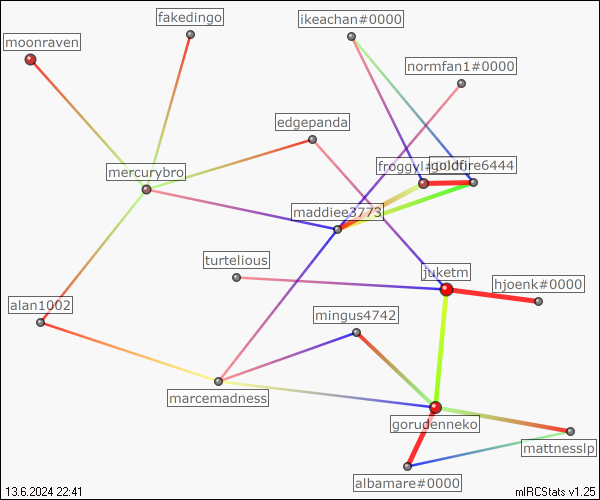 fakedingo
ikeachan#0000
moonraven
normfan1#0000
edgepanda
goldfire6444
mercurybro
maddiee3773
turtelious
juketm
hjoenk#0000
alan1002
mingus4742
marcemadness
gorudenneko
mattnesslp
albamare#0000
13.6.2024 22:41
mIRCStats v1.25